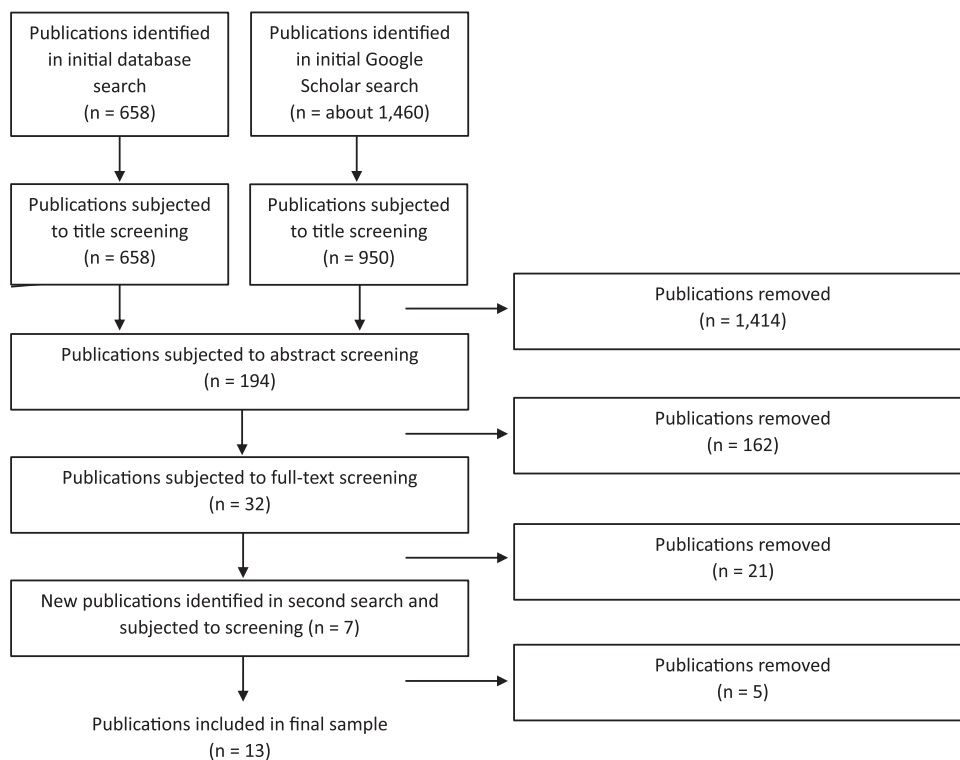 Publications identified
in initial database
search
(n = 658)
Publications identified
in initial Google
Scholar search
(n = about 1,460)
Publications subjected
to title screening
(n = 658)
Publications subjected
to title screening
(n = 950)
Publications removed
(n = 1,414)
Publications subjected to abstract screening
(n = 194)
Publications removed
(n = 162)
Publications subjected to full-text screening
(n = 32)
Publications removed
(n = 21)
New publications identified in second search and
subjected to screening (n = 7)
Publications removed
(n = 5)
Publications included in final sample
(n = 13)